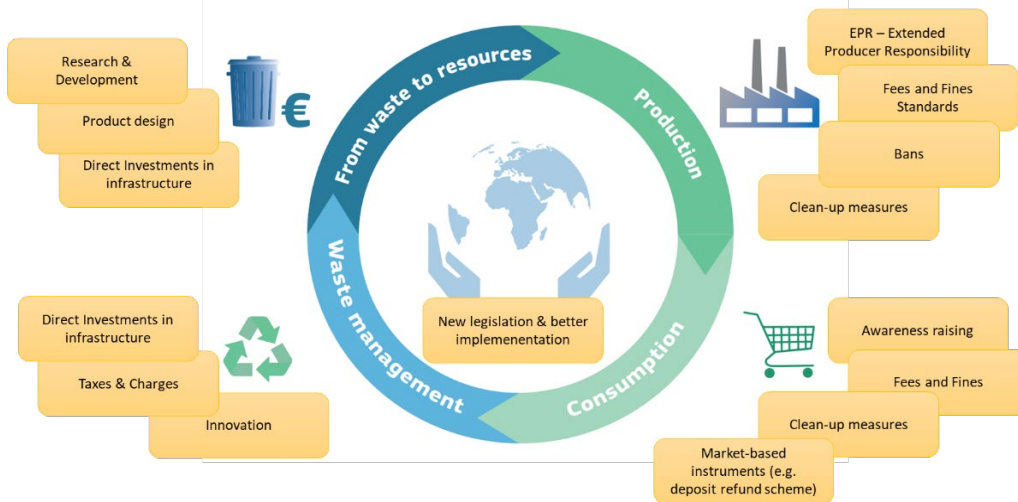 Research &
Development
Product design
Direct Investments in
infrastructure
€
From waste to resources
Production
EPR – Extended
Producer Responsibility
Fees and Fines
Standards
Bans
Clean-up measures
Direct Investments in
infrastructure
Taxes & Charges
Innovation
Waste management
New legislation & better
implemenentation
Consumption
Awareness raising
Fees and Fines
Clean-up measures
Market-based
instruments (e.g.
deposit refund scheme)